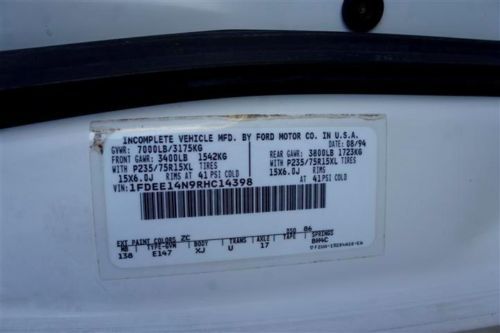 INCOMPLETE VEHICLE MFD. BY FORD MOTOR CO. IN U.S.A.
GVWR: 7000LB/3175KG DATE: 08/94
FRONT GAWR: 3400LB 1542KG REAR GAWR: 3800LB 1723KG
WITH P235/75R15XL TIRES WITH P235/75R15XL TIRES
15X6.0J RIMS 15X6.0J RIMS
AT 41 PSI COLD AT 41 PSI COLD
VIN: 1FDEE14N9RHC14398
EXT PAINT COLORS ZC DSO 86
WB TYPE-GVW BODY TRANS AXLE TAPE SPRINGS
138 E147 XJ U 17 BH4C